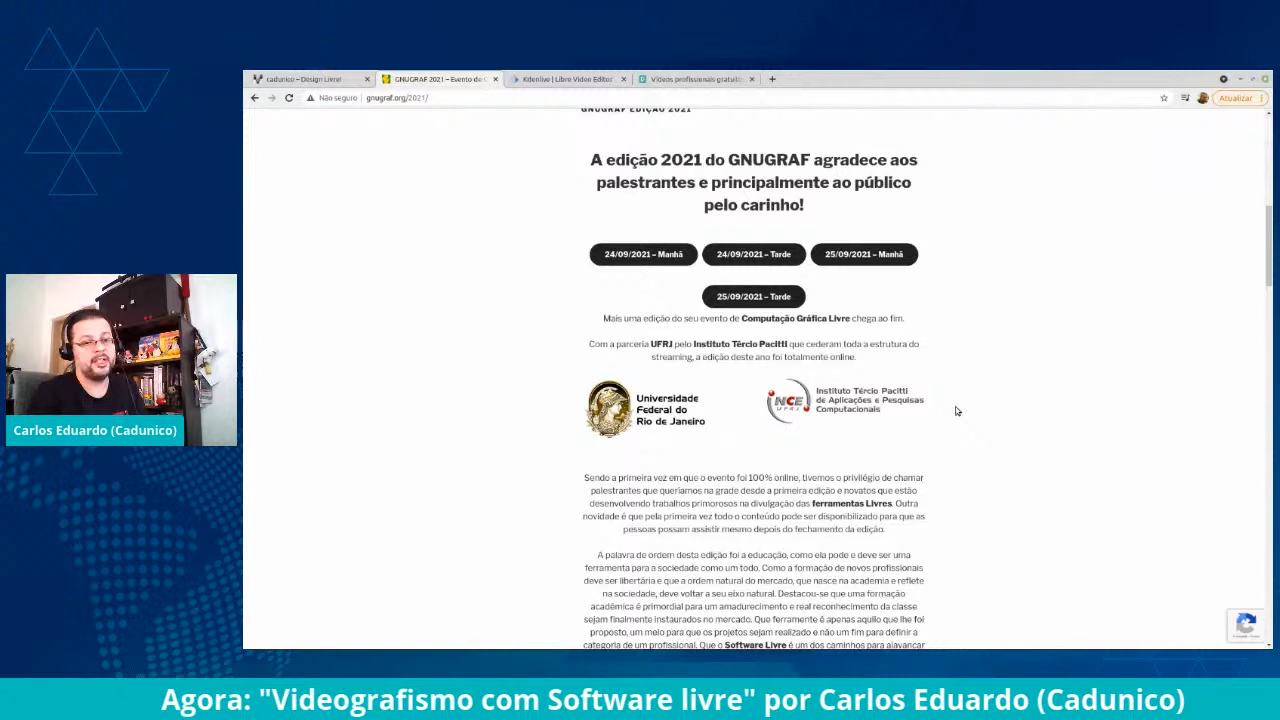 cadunico – Design Livre!
GNUGRAF 2021 – Evento de C
Kdenlive | Libre Video Editor
Vídeos profissionais gratuitos
Não seguro
gnugraf.org/2021/
Atualizar
GNUGRAF EDIÇÃO 2021
A edição 2021 do GNUGRAF agradece aos
palestrantes e principalmente ao público
pelo carinho!
24/09/2021 – Manhã
24/09/2021 – Tarde
25/09/2021 – Manhã
25/09/2021 – Tarde
Mais uma edição do seu evento de Computação Gráfica Livre chega ao fim.
Com a parceria UFRJ pelo Instituto Tércio Pacitti que cederam toda a estrutura do
streaming, a edição deste ano foi totalmente online.
Universidade
Federal do
Rio de Janeiro
NCE
UFRJ
Instituto Tércio Pacitti
de Aplicações e Pesquisas
Computacionais
Sendo a primeira vez em que o evento foi 100% online, tivemos o privilégio de chamar
palestrantes que queríamos na grade desde a primeira edição e novatos que estão
desenvolvendo trabalhos primorosos na divulgação das ferramentas Livres. Outra
novidade é que pela primeira vez todo o conteúdo pode ser disponibilizado para que as
pessoas possam assistir mesmo depois do fechamento da edição.
A palavra de ordem desta edição foi a educação, como ela pode e deve ser uma
ferramenta para a sociedade como um todo. Como a formação de novos profissionais
deve ser libertária e que a ordem natural do mercado, que nasce na academia e reflete
na sociedade, deve voltar a seu eixo natural. Destacou-se que uma formação
acadêmica é primordial para um amadurecimento e real reconhecimento da classe
sejam finalmente instaurados no mercado. Que ferramente é apenas aquilo que lhe foi
proposto, um meio para que os projetos sejam realizado e não um fim para definir a
categoria de um profissional. Que o Software Livre é um dos caminhos para alavancar
Carlos Eduardo (Cadunico)
Agora: "Videografismo com Software livre" por Carlos Eduardo (Cadunico)